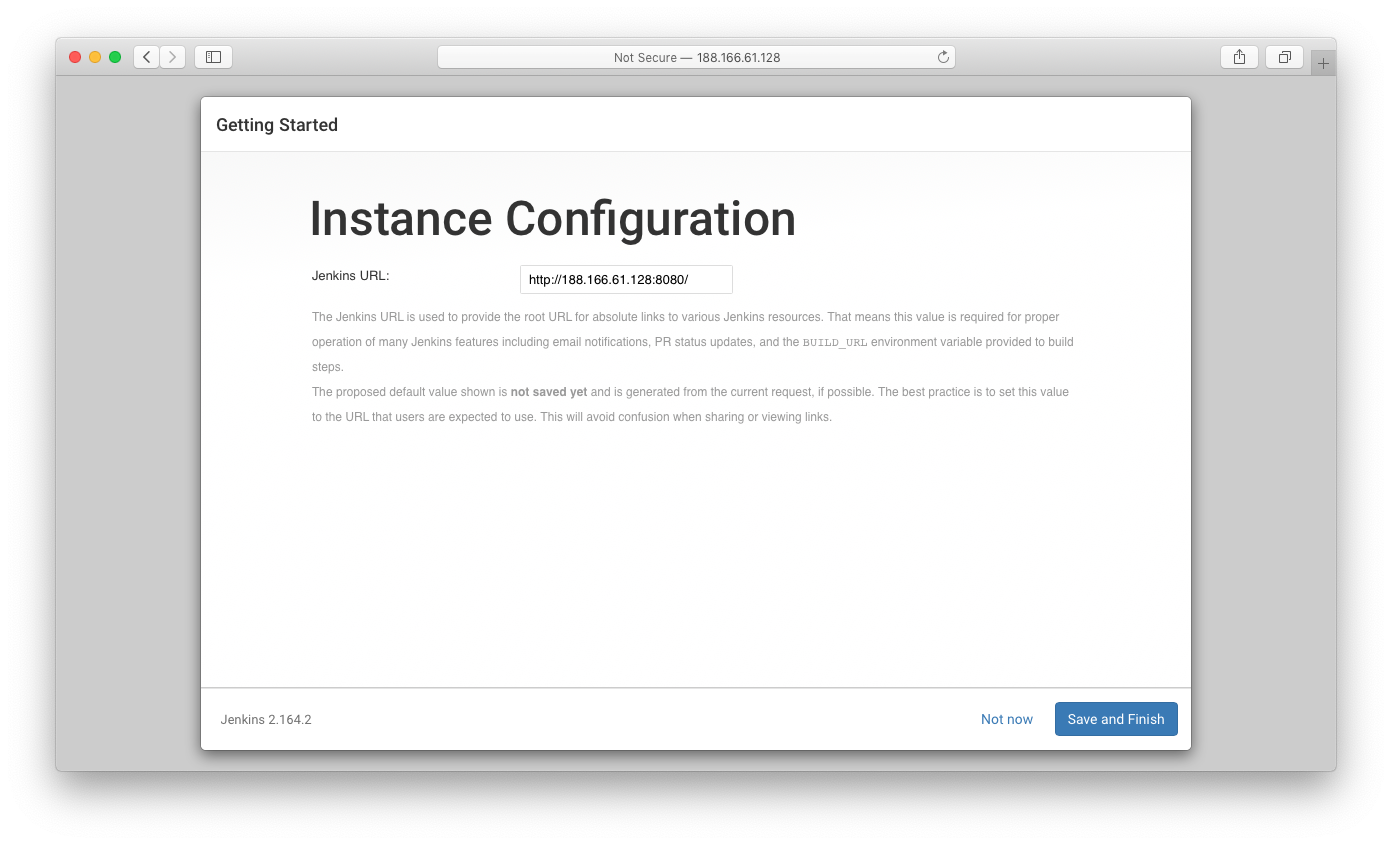 Not Secure — 188.166.61.128
Getting Started
Instance Configuration
Jenkins URL: http://188.166.61.128:8080/
The Jenkins URL is used to provide the root URL for absolute links to various Jenkins resources. That means this value is required for proper
operation of many Jenkins features including email notifications, PR status updates, and the BUILD_URL environment variable provided to build
steps.
The proposed default value shown is not saved yet and is generated from the current request, if possible. The best practice is to set this value
to the URL that users are expected to use. This will avoid confusion when sharing or viewing links.
Jenkins 2.164.2 Not now Save and Finish